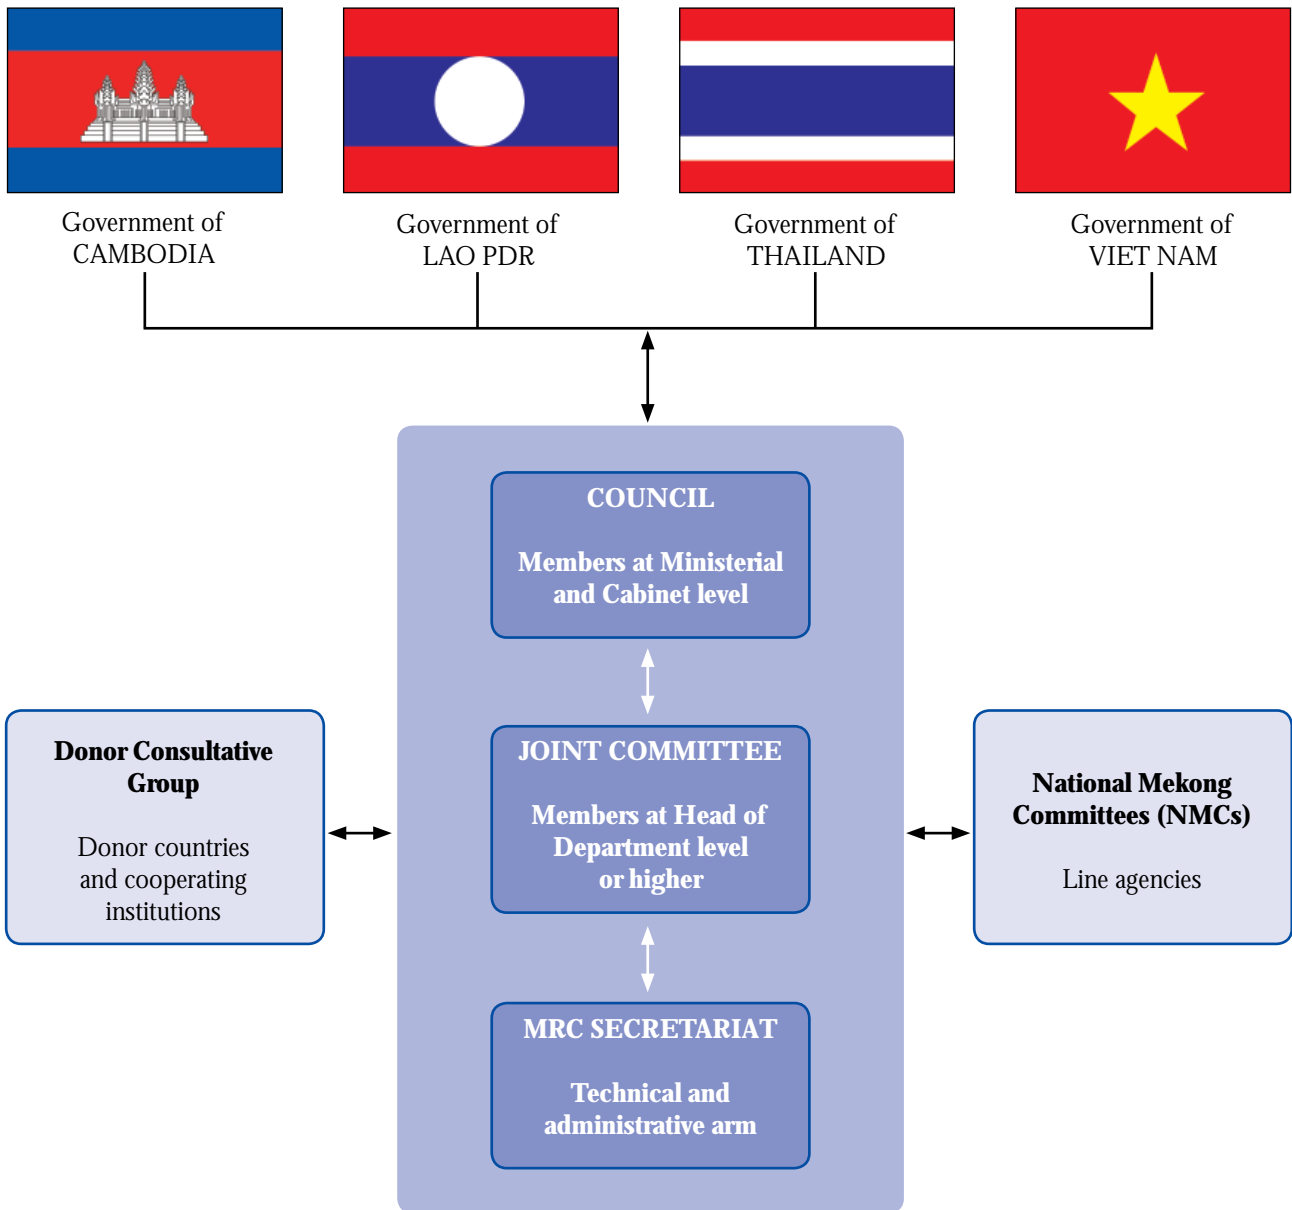 Government of
CAMBODIA
Government of
LAO PDR
Government of
THAILAND
Government of
VIET NAM
COUNCIL
Members at Ministerial
and Cabinet level
Donor Consultative
Group
Donor countries
and cooperating
institutions
JOINT COMMITTEE
Members at Head of
Department level
or higher
National Mekong
Committees (NMCs)
Line agencies
MRC SECRETARIAT
Technical and
administrative arm